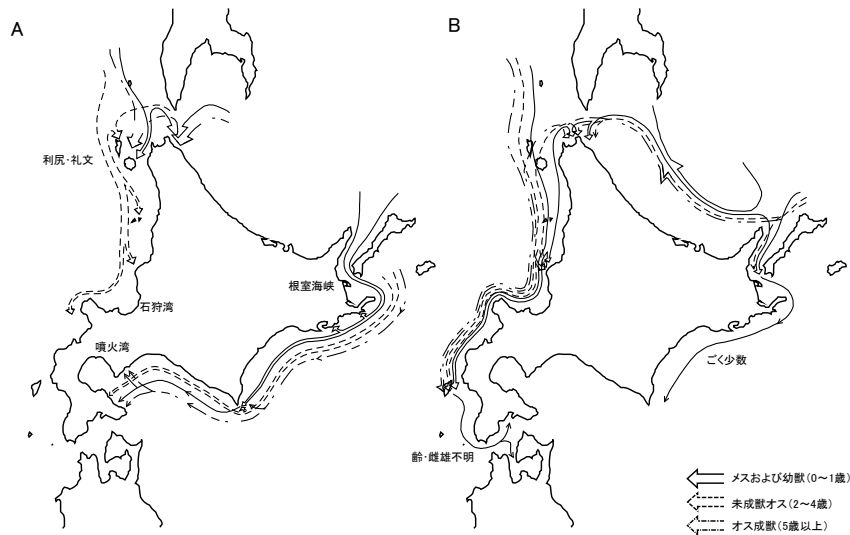 A
B
利尻・礼文
根室海峡
石狩湾
噴火湾
ごく少数
齢・雌雄不明
メスおよび幼獣(0～1歳)
未成獣オス(2～4歳)
オス成獣(5歳以上)